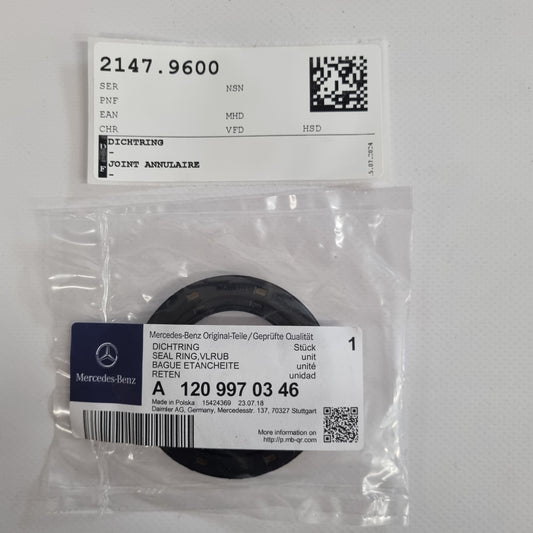 2147.9600
SER NSN
PNF
EAN MHD
CHR VFD HSD
D DICHTRING
-
F JOINT ANNULAIRE
-
5.07.2024
Mercedes-Benz Original-Teile/Geprüfte Qualität
DICHTRING Stück 1
SEAL RING,VLRUB unit
BAGUE ETANCHEITE unité
RETEN unidad
Mercedes-Benz
A 120 997 03 46
Made in Polska 15424369 23.07.18
Daimler AG, Germany, Mercedesstr. 137, 70327 Stuttgart
More information on
http://p.mb-qr.com